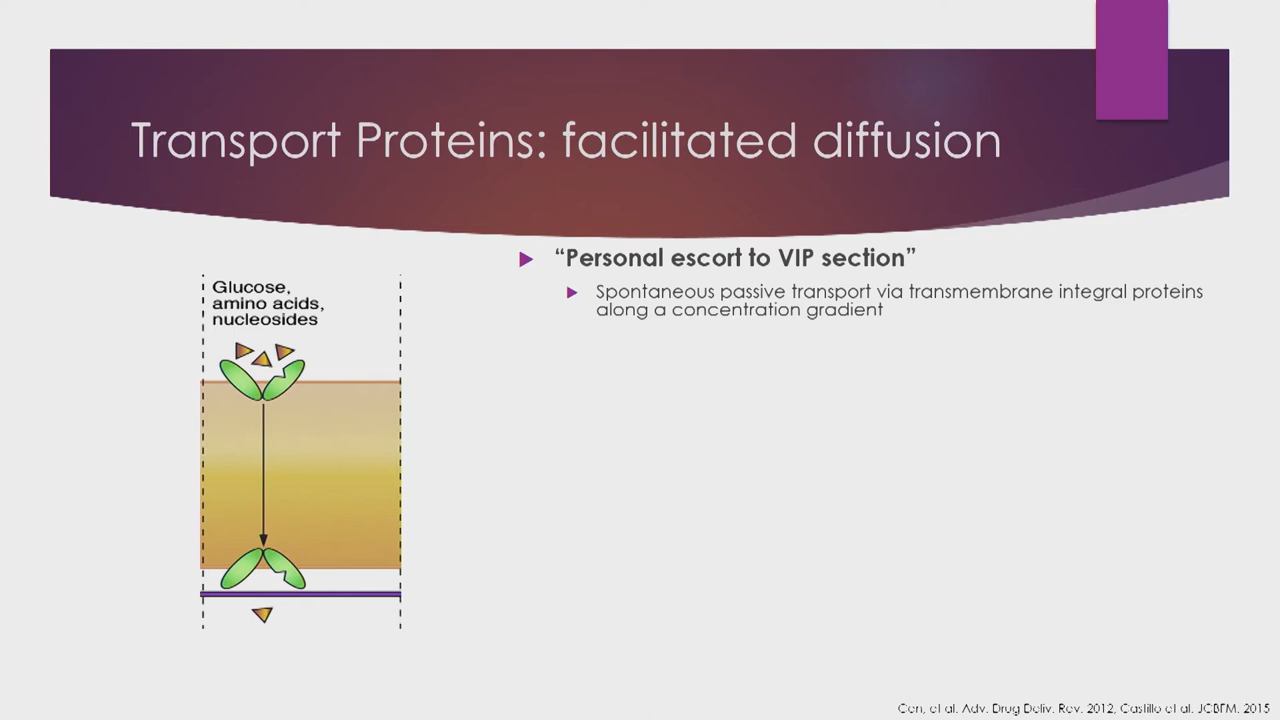 Transport Proteins: facilitated diffusion
“Personal escort to VIP section”
Spontaneous passive transport via transmembrane integral proteins
along a concentration gradient
Glucose,
amino acids,
nucleosides
Cen, et al. Adv. Drug Deliv. Rev. 2012, Castillo et al. JCBFM. 2015